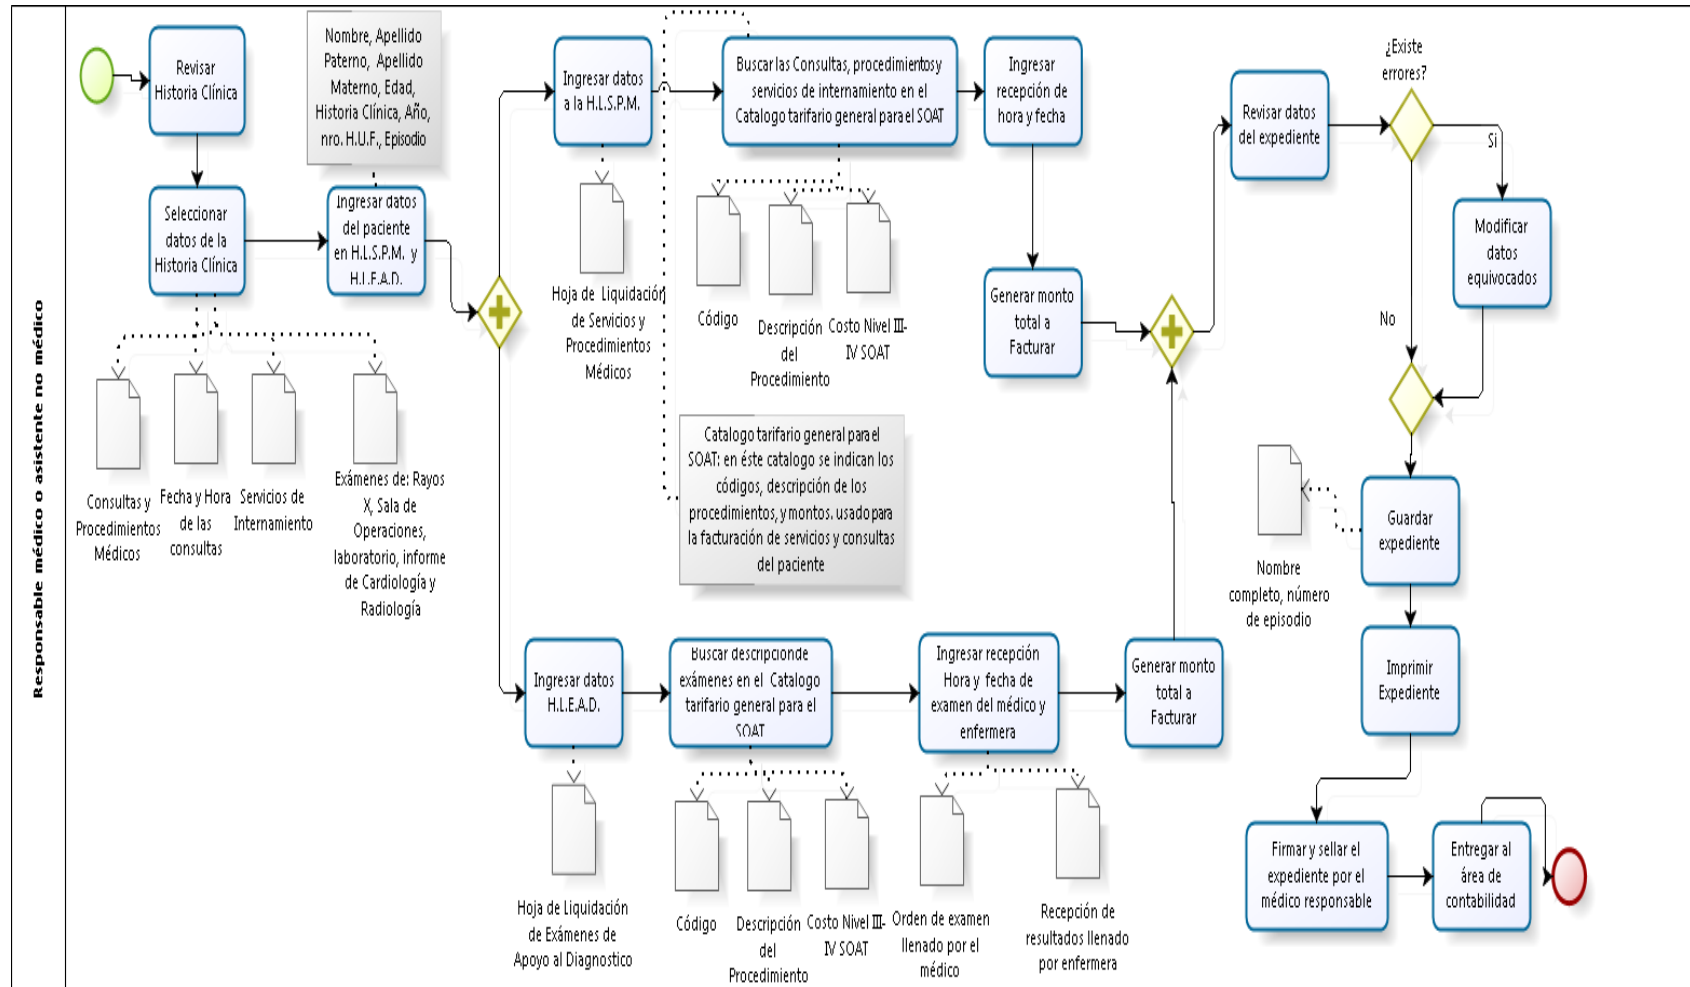 Responsable médico o asistente no médico
Revisar
Historia Clínica
Nombre, Apellido
Paterno, Apellido
Materno, Edad,
Historia Clínica, Año,
nro. H.U.F., Episodio
Seleccionar
datos de la
Historia Clínica
Ingresar datos
del paciente
en H.L.S.P.M. y
H.L.E.A.D.
Consultas y
Procedimientos
Médicos
Fecha y Hora
de las
consultas
Servicios de
Internamiento
Exámenes de: Rayos
X, Sala de
Operaciones,
laboratorio, informe
de Cardiología y
Radiología
Ingresar datos
a la H.L.S.P.M.
Hoja de Liquidación
de Servicios y
Procedimientos
Médicos
Buscar las Consultas, procedimientos y
servicios de internamiento en el
Catalogo tarifario general para el SOAT
Código
Descripción
del
Procedimiento
Costo Nivel III-
IV SOAT
Catalogo tarifario general para el
SOAT: en éste catalogo se indican los
códigos, descripción de los
procedimientos, y montos. usado para
la facturación de servicios y consultas
del paciente
Ingresar
recepción de
hora y fecha
Generar monto
total a
Facturar
Ingresar datos
H.L.E.A.D.
Hoja de Liquidación
de Exámenes de
Apoyo al Diagnostico
Buscar descripcionde
exámenes en el Catalogo
tarifario general para el
SOAT
Código
Descripción
del
Procedimiento
Costo Nivel III-
IV SOAT
Ingresar recepción
Hora y fecha de
examen del médico y
enfermera
Orden de examen
llenado por el
médico
Recepción de
resultados llenado
por enfermera
Generar monto
total a
Facturar
Revisar datos
del expediente
¿Existe
errores?
Si
No
Modificar
datos
equivocados
Guardar
expediente
Nombre
completo, número
de episodio
Imprimir
Expediente
Firmar y sellar el
expediente por el
médico responsable
Entregar al
área de
contabilidad